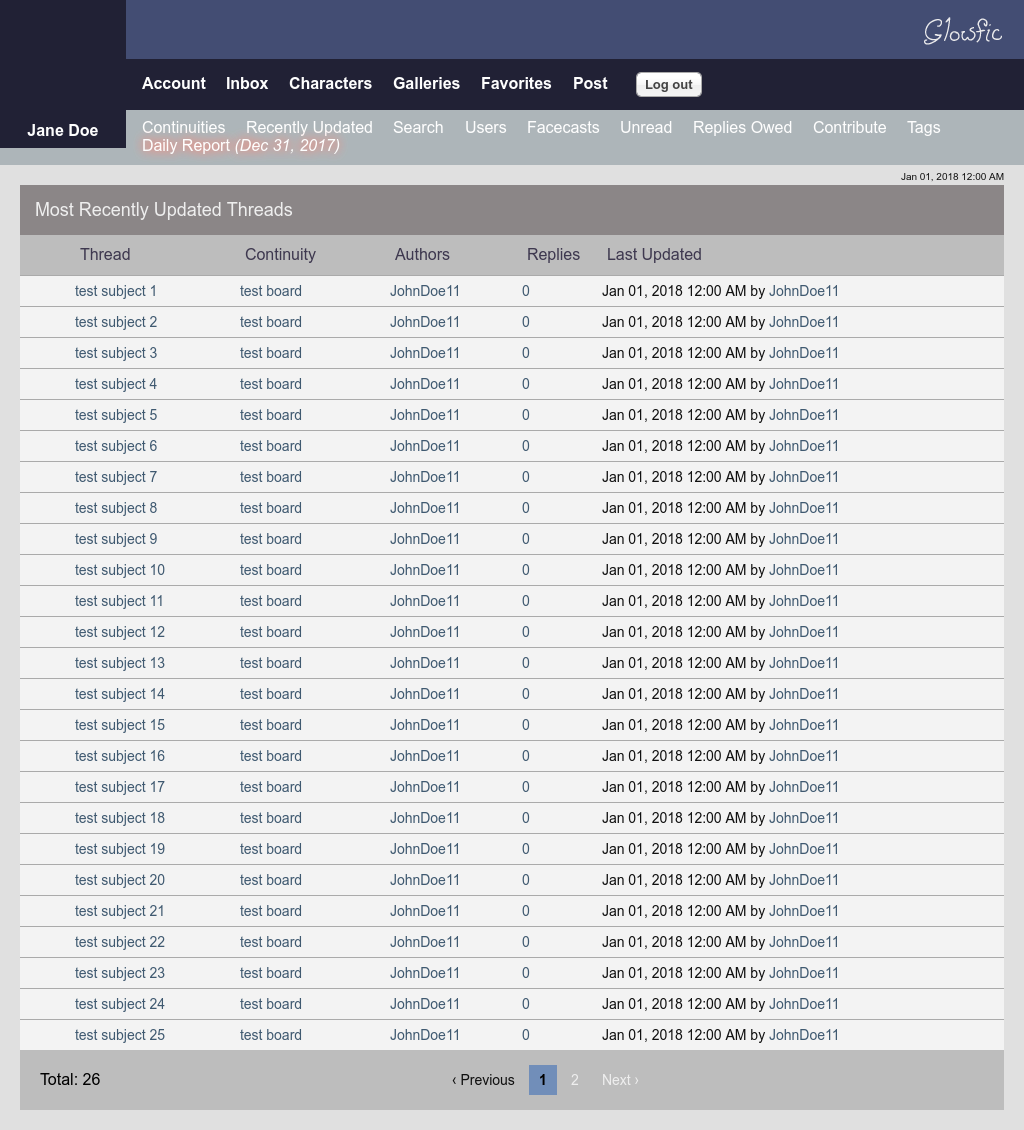 Glowfic
Account Inbox Characters Galleries Favorites Post Log out
Jane Doe
Continuities Recently Updated Search Users Facecasts Unread Replies Owed Contribute Tags
Daily Report (Dec 31, 2017)
Jan 01, 2018 12:00 AM
Most Recently Updated Threads
Thread Continuity Authors Replies Last Updated
test subject 1 test board JohnDoe11 0 Jan 01, 2018 12:00 AM by JohnDoe11
test subject 2 test board JohnDoe11 0 Jan 01, 2018 12:00 AM by JohnDoe11
test subject 3 test board JohnDoe11 0 Jan 01, 2018 12:00 AM by JohnDoe11
test subject 4 test board JohnDoe11 0 Jan 01, 2018 12:00 AM by JohnDoe11
test subject 5 test board JohnDoe11 0 Jan 01, 2018 12:00 AM by JohnDoe11
test subject 6 test board JohnDoe11 0 Jan 01, 2018 12:00 AM by JohnDoe11
test subject 7 test board JohnDoe11 0 Jan 01, 2018 12:00 AM by JohnDoe11
test subject 8 test board JohnDoe11 0 Jan 01, 2018 12:00 AM by JohnDoe11
test subject 9 test board JohnDoe11 0 Jan 01, 2018 12:00 AM by JohnDoe11
test subject 10 test board JohnDoe11 0 Jan 01, 2018 12:00 AM by JohnDoe11
test subject 11 test board JohnDoe11 0 Jan 01, 2018 12:00 AM by JohnDoe11
test subject 12 test board JohnDoe11 0 Jan 01, 2018 12:00 AM by JohnDoe11
test subject 13 test board JohnDoe11 0 Jan 01, 2018 12:00 AM by JohnDoe11
test subject 14 test board JohnDoe11 0 Jan 01, 2018 12:00 AM by JohnDoe11
test subject 15 test board JohnDoe11 0 Jan 01, 2018 12:00 AM by JohnDoe11
test subject 16 test board JohnDoe11 0 Jan 01, 2018 12:00 AM by JohnDoe11
test subject 17 test board JohnDoe11 0 Jan 01, 2018 12:00 AM by JohnDoe11
test subject 18 test board JohnDoe11 0 Jan 01, 2018 12:00 AM by JohnDoe11
test subject 19 test board JohnDoe11 0 Jan 01, 2018 12:00 AM by JohnDoe11
test subject 20 test board JohnDoe11 0 Jan 01, 2018 12:00 AM by JohnDoe11
test subject 21 test board JohnDoe11 0 Jan 01, 2018 12:00 AM by JohnDoe11
test subject 22 test board JohnDoe11 0 Jan 01, 2018 12:00 AM by JohnDoe11
test subject 23 test board JohnDoe11 0 Jan 01, 2018 12:00 AM by JohnDoe11
test subject 24 test board JohnDoe11 0 Jan 01, 2018 12:00 AM by JohnDoe11
test subject 25 test board JohnDoe11 0 Jan 01, 2018 12:00 AM by JohnDoe11
Total: 26 ‹ Previous 1 2 Next ›